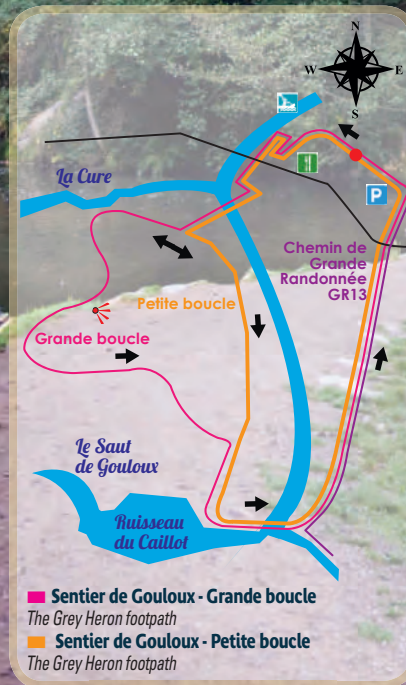 N
W E
S
La Cure
P
Chemin de
Grande
Randonnée
GR13
Petite boucle
Grande boucle
Le Saut
de Gouloux
Ruisseau
du Caillot
Sentier de Gouloux - Grande boucle
The Grey Heron footpath
Sentier de Gouloux - Petite boucle
The Grey Heron footpath